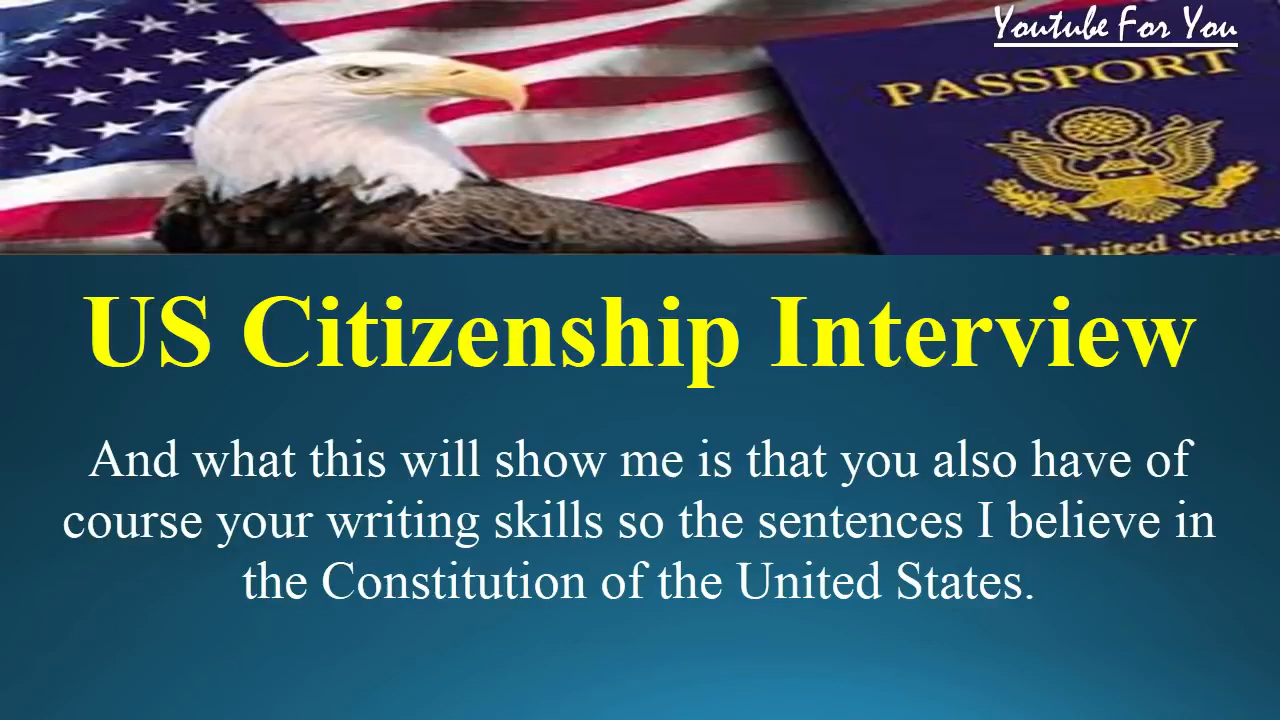 Youtube For You
PASSPORT
United States
US Citizenship Interview
And what this will show me is that you also have of
course your writing skills so the sentences I believe in
the Constitution of the United States.